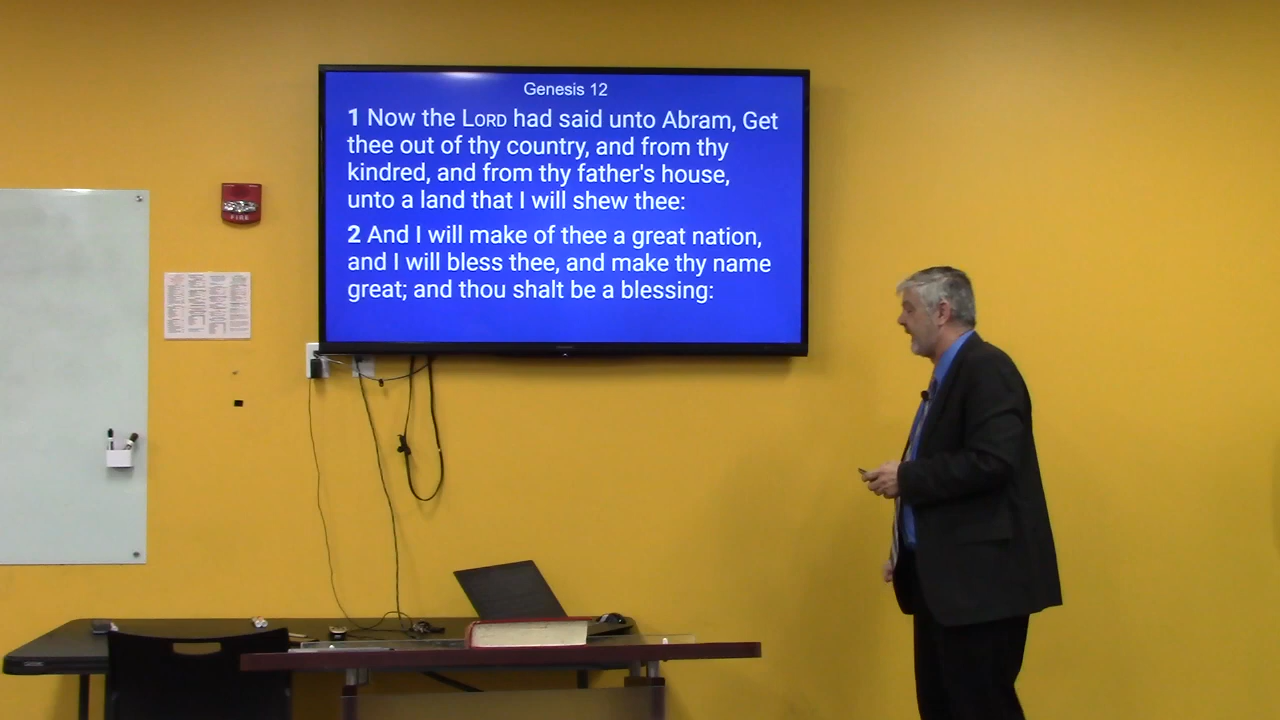 Genesis 12
1 Now the LORD had said unto Abram, Get
thee out of thy country, and from thy
kindred, and from thy father's house,
unto a land that I will shew thee:
2 And I will make of thee a great nation,
and I will bless thee, and make thy name
great; and thou shalt be a blessing:
FIRE